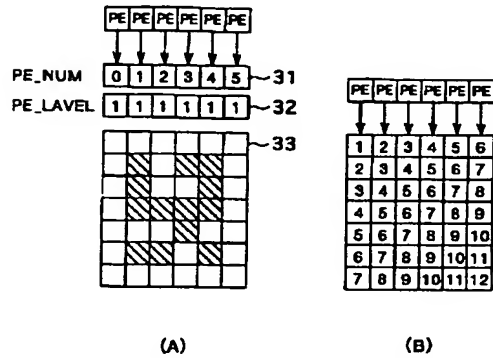 PE PE PE PE PE PE
PE_NUM 0 1 2 3 4 5 31
PE_LAVEL 1 1 1 1 1 1 32
33
PE PE PE PE PE PE
1 2 3 4 5 6
2 3 4 5 6 7
3 4 5 6 7 8
4 5 6 7 8 9
5 6 7 8 9 10
6 7 8 9 10 11
7 8 9 10 11 12
(A)
(B)